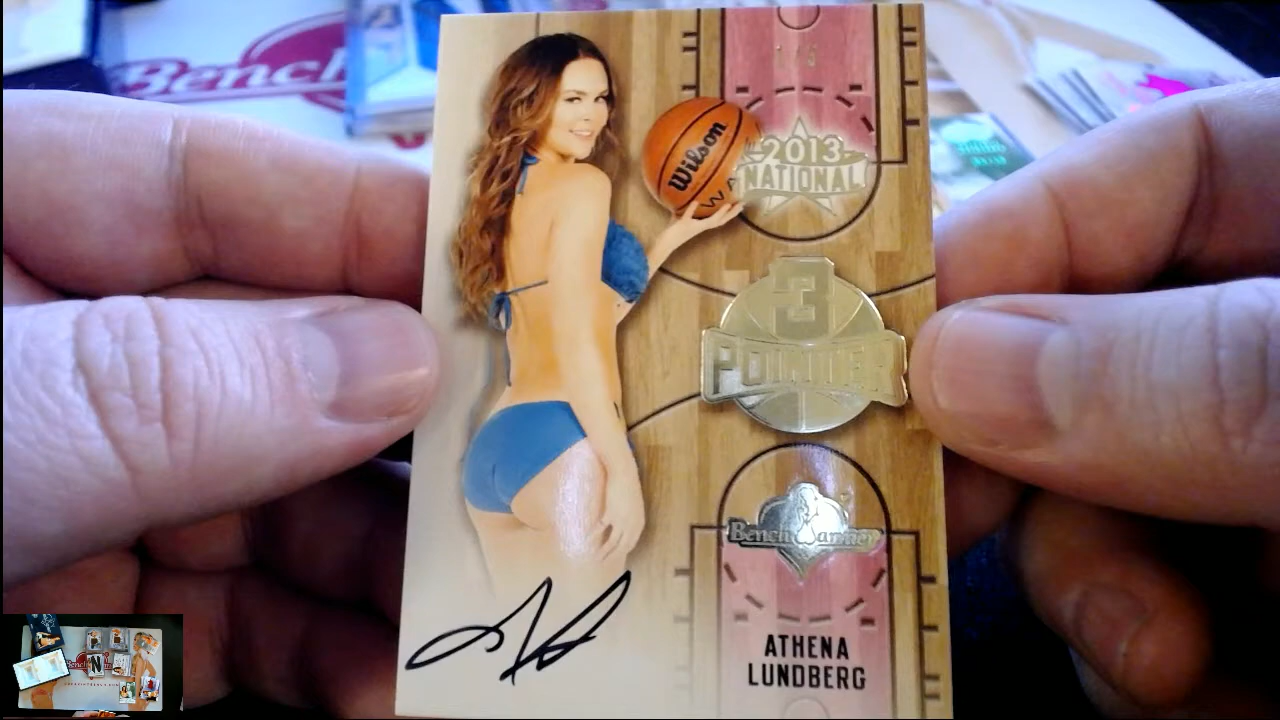 Bench
Wilson
2013
NATIONAL
3
POINTER
BenchWarmer
ATHENA
LUNDBERG